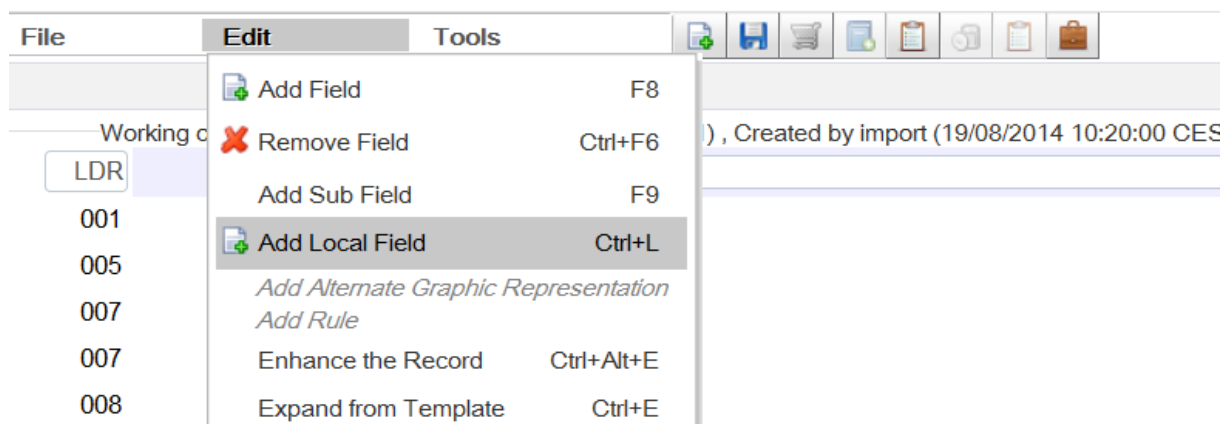 File Edit Tools
Add Field F8
Working ), Created by import (19/08/2014 10:20:00 CES
Remove Field Ctrl+F6
LDR
Add Sub Field F9
001
Add Local Field Ctrl+L
005
Add Alternate Graphic Representation
007
Add Rule
007
Enhance the Record Ctrl+Alt+E
008
Expand from Template Ctrl+E